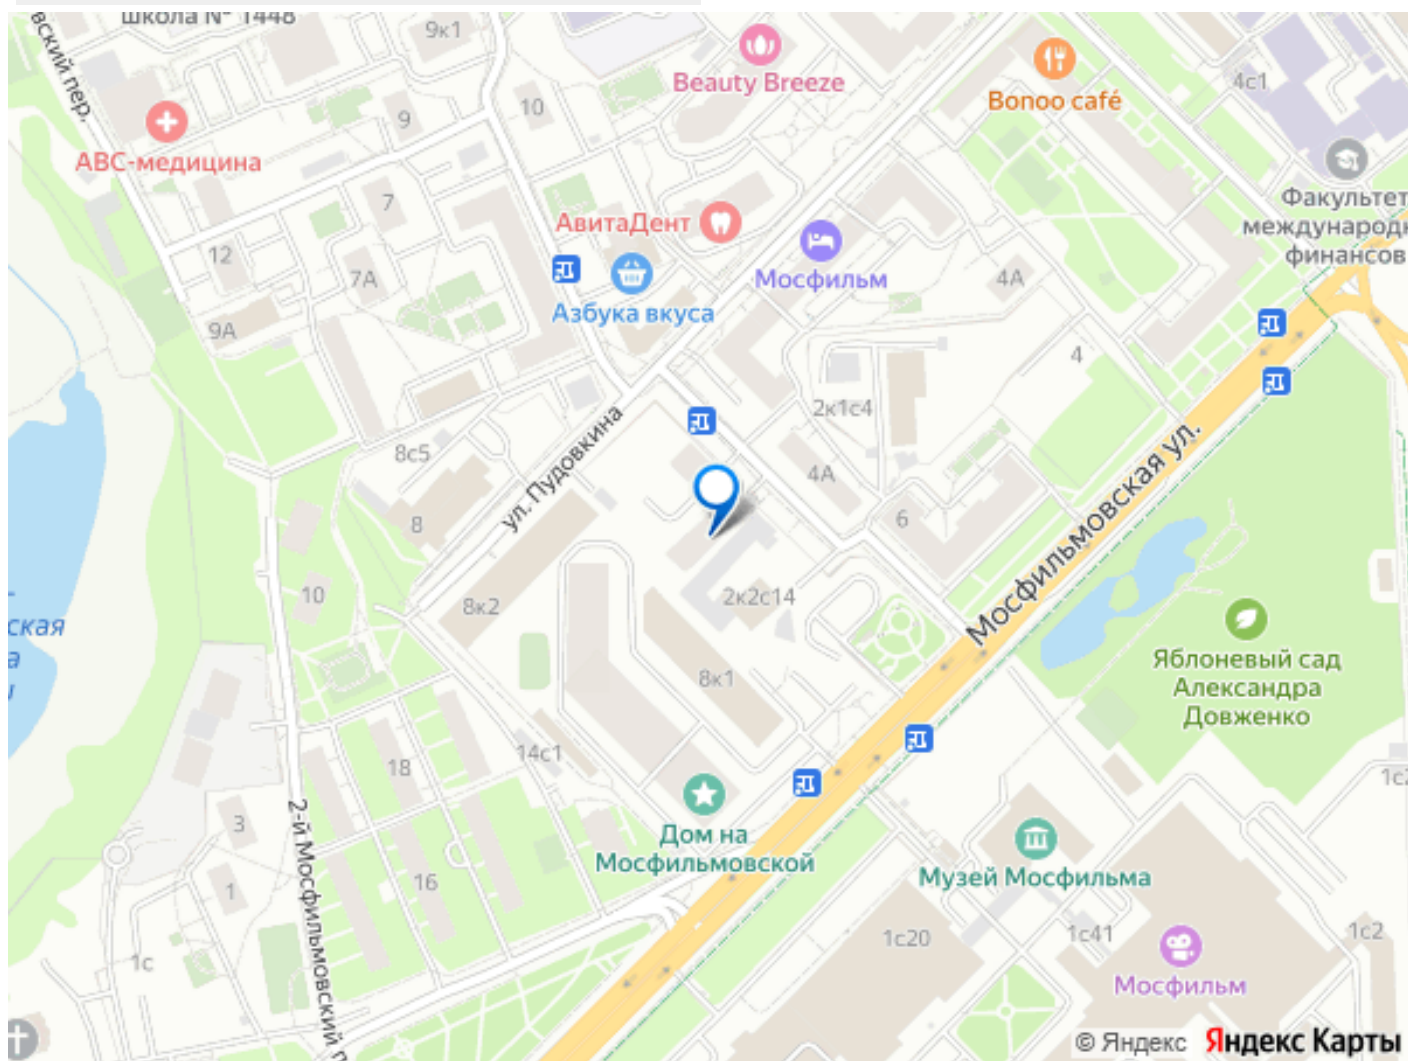 школа № 1448
9к1
Beauty Breeze
Bonoo café
4с1
вский пер.
АВС-медицина
9
10
Факультет
международн
финансов
7
АвитаДент
Мосфильм
12
7А
4А
Азбука вкуса
9А
4
2к1с4
ул. Пудовкина
8с5
4А
Мосфильмовская ул.
8
6
10
8к2
2к2с14
ская
а
Яблоневый сад
Александра
Довженко
8к1
14с1
18
1с2
3
2-й Мосфильмовский п
Дом на
Мосфильмовской
Музей Мосфильма
16
1
1с20
1с41
1с2
1с
Мосфильм
© Яндекс Яндекс Карты